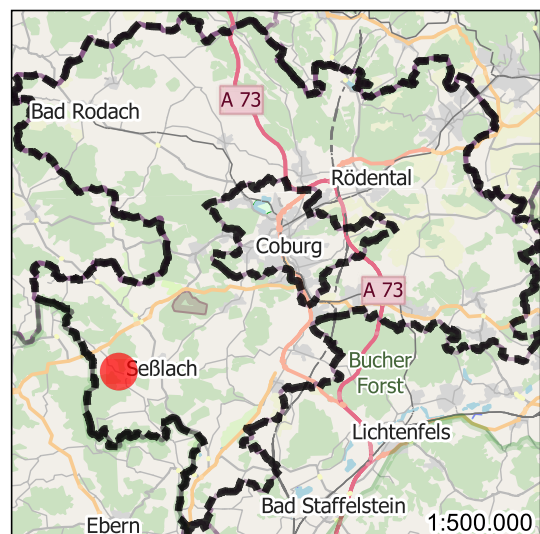 A 73
Bad Rodach
Rödental
Coburg
A 73
Bucher
Forst
Seßlach
Lichtenfels
Bad Staffelstein
Ebern
1:500.000